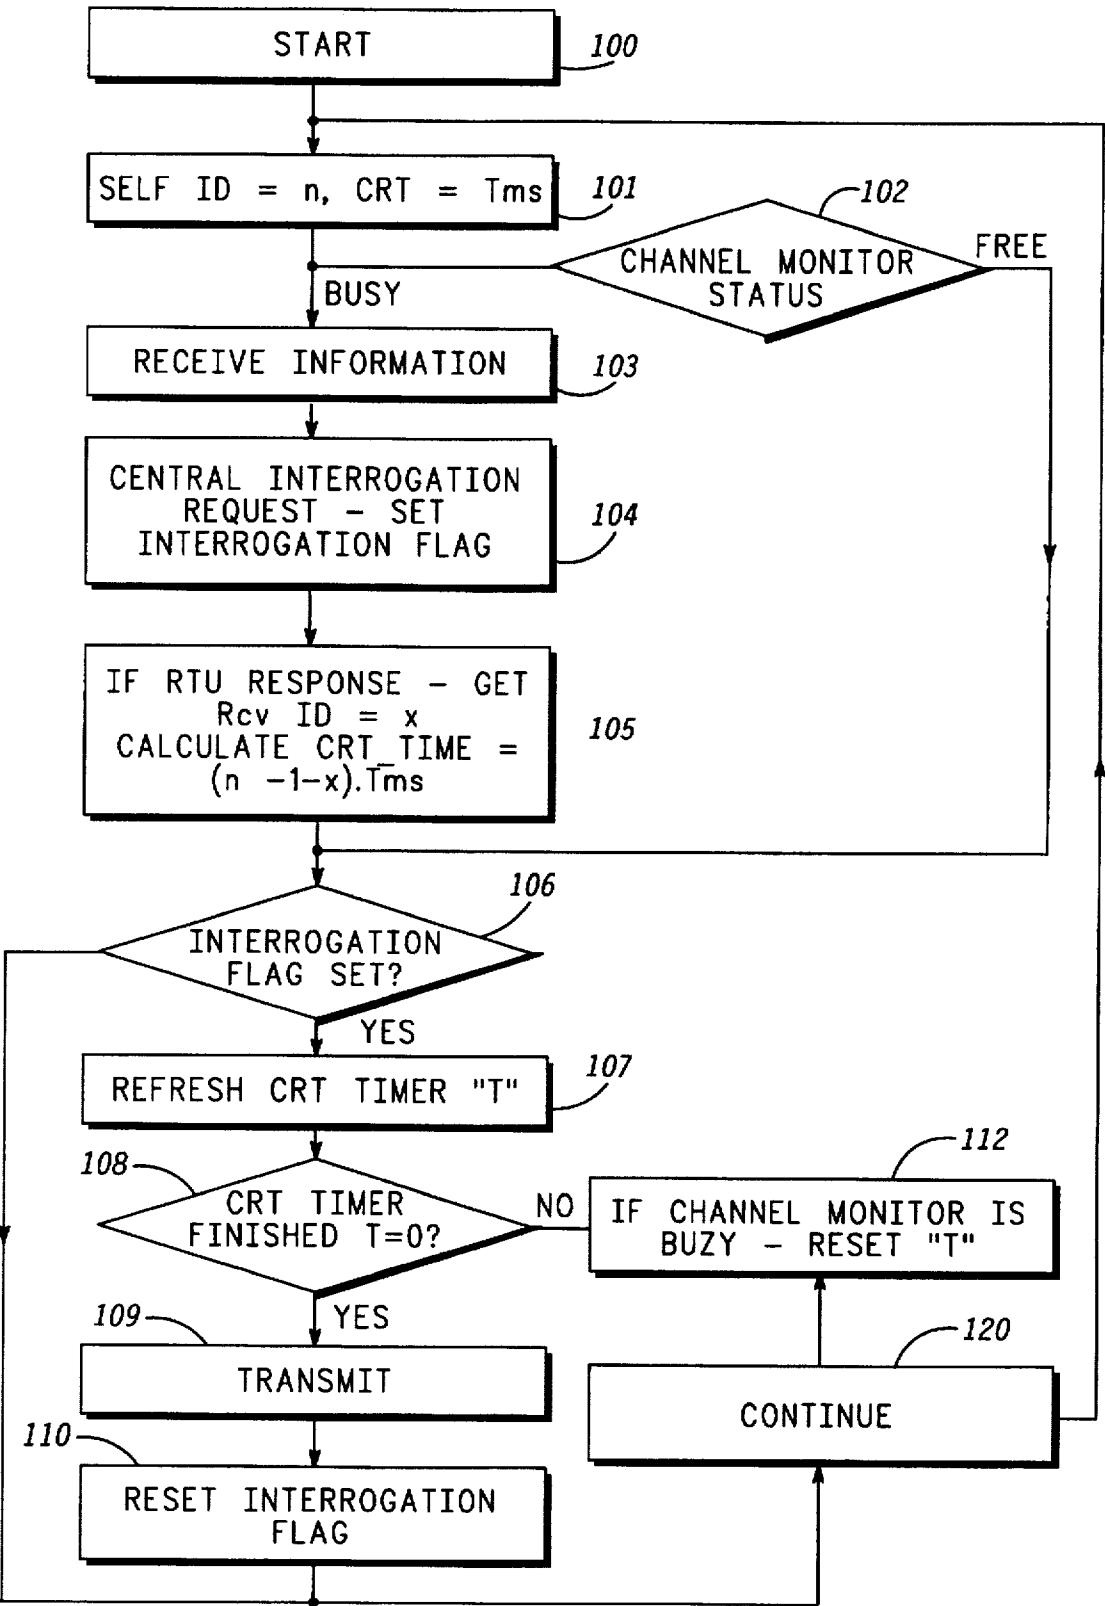 START
100
SELF ID = n, CRT = Tms
101
102
CHANNEL MONITOR
STATUS
FREE
BUSY
RECEIVE INFORMATION
103
CENTRAL INTERROGATION
REQUEST – SET
INTERROGATION FLAG
104
IF RTU RESPONSE – GET
Rcv ID = x
CALCULATE CRT_TIME =
(n -1-x).Tms
105
106
INTERROGATION
FLAG SET?
YES
REFRESH CRT TIMER "T"
107
108
CRT TIMER
FINISHED T=0?
NO
112
IF CHANNEL MONITOR IS
BUZY – RESET "T"
YES
109
TRANSMIT
120
CONTINUE
110
RESET INTERROGATION
FLAG